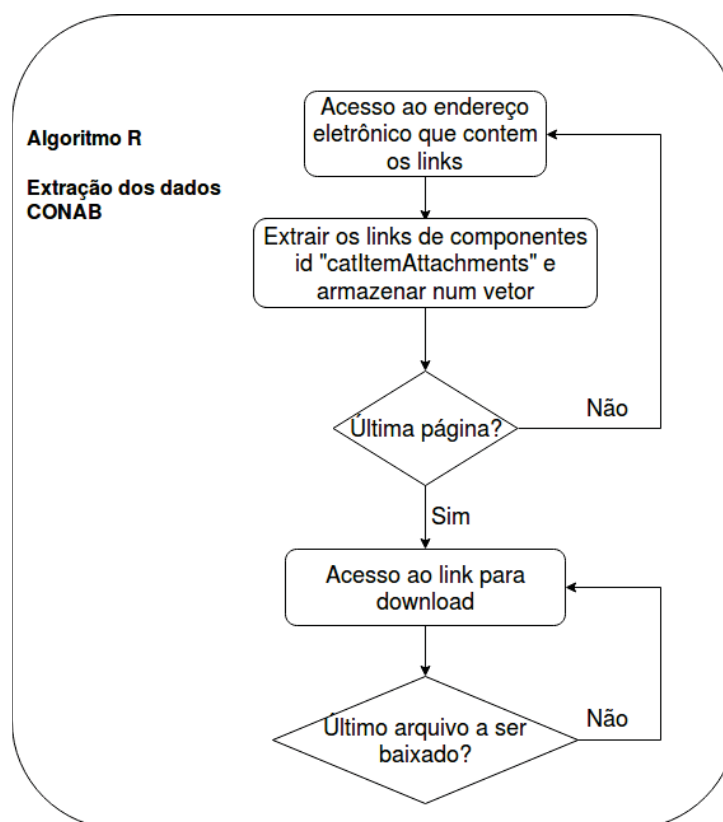 Algoritmo R
Extração dos dados
CONAB
Acesso ao endereço
eletrônico que contem
os links
Extrair os links de componentes
id "catItemAttachments" e
armazenar num vetor
Última página?
Não
Sim
Acesso ao link para
download
Último arquivo a ser
baixado?
Não